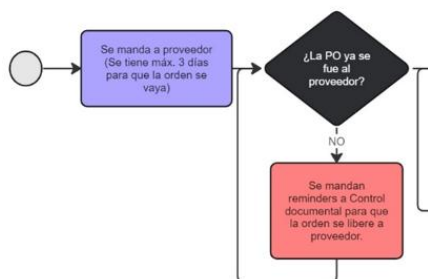 Se manda a proveedor
(Se tiene máx. 3 días
para que la orden se
vaya)
¿La PO ya se
fue al
proveedor?
NO
Se mandan
reminders a Control
documental para que
la orden se libere a
proveedor.